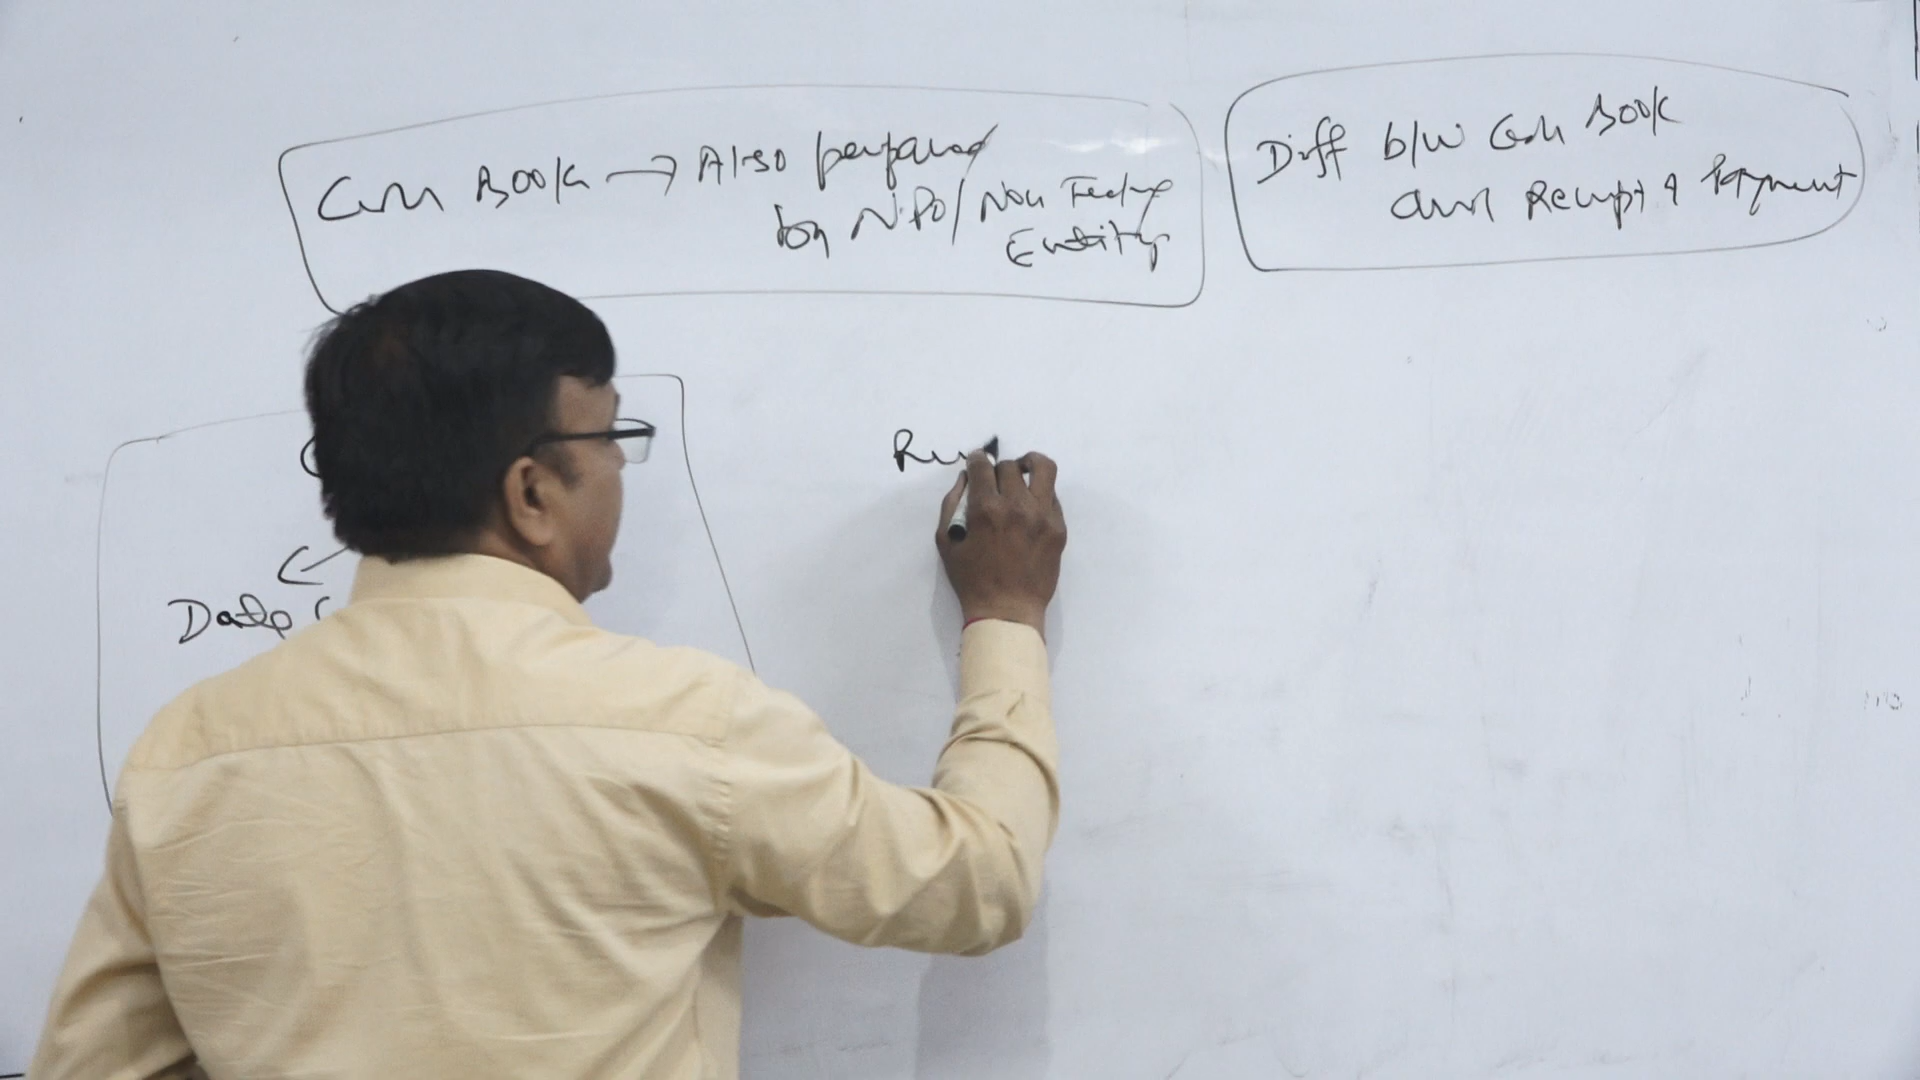 Cash Book → Also prepared
by NPO/Non Trading
Entity
Diff b/w Cash Book
and Receipt & Payment
Date